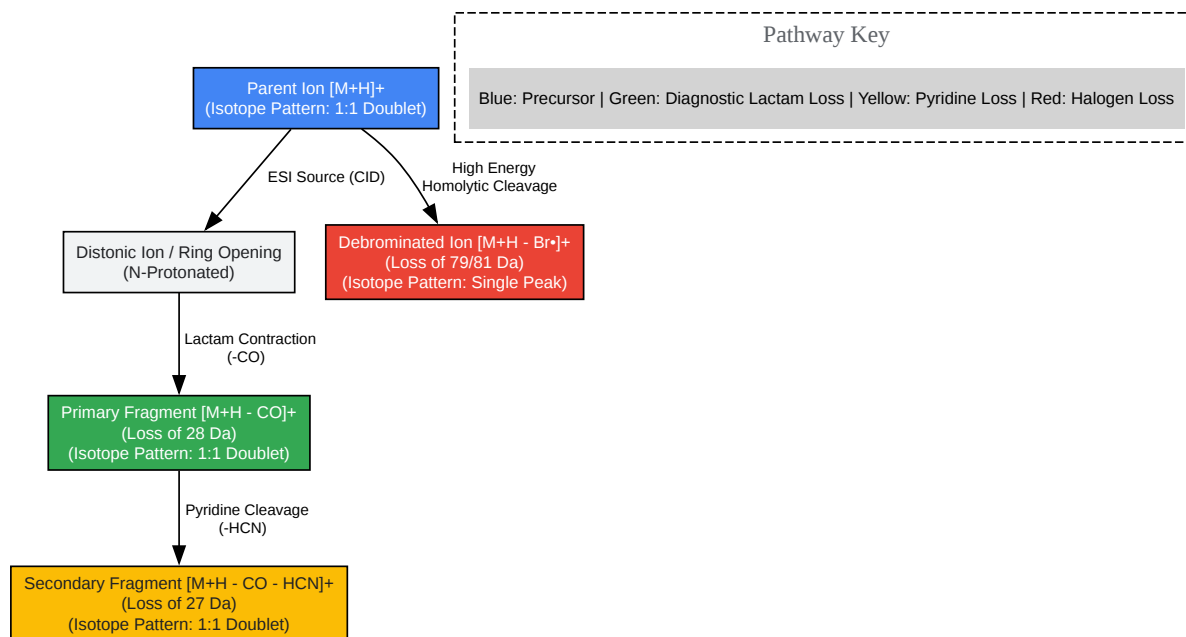 Pathway Key
Blue: Precursor | Green: Diagnostic Lactam Loss | Yellow: Pyridine Loss | Red: Halogen Loss
Parent Ion [M+H]+
(Isotope Pattern: 1:1 Doublet)
ESI Source (CID)
High Energy
Homolytic Cleavage
Distonic Ion / Ring Opening
(N-Protonated)
Debrominated Ion [M+H - Br•]+
(Loss of 79/81 Da)
(Isotope Pattern: Single Peak)
Lactam Contraction
(-CO)
Primary Fragment [M+H - CO]+
(Loss of 28 Da)
(Isotope Pattern: 1:1 Doublet)
Pyridine Cleavage
(-HCN)
Secondary Fragment [M+H - CO - HCN]+
(Loss of 27 Da)
(Isotope Pattern: 1:1 Doublet)